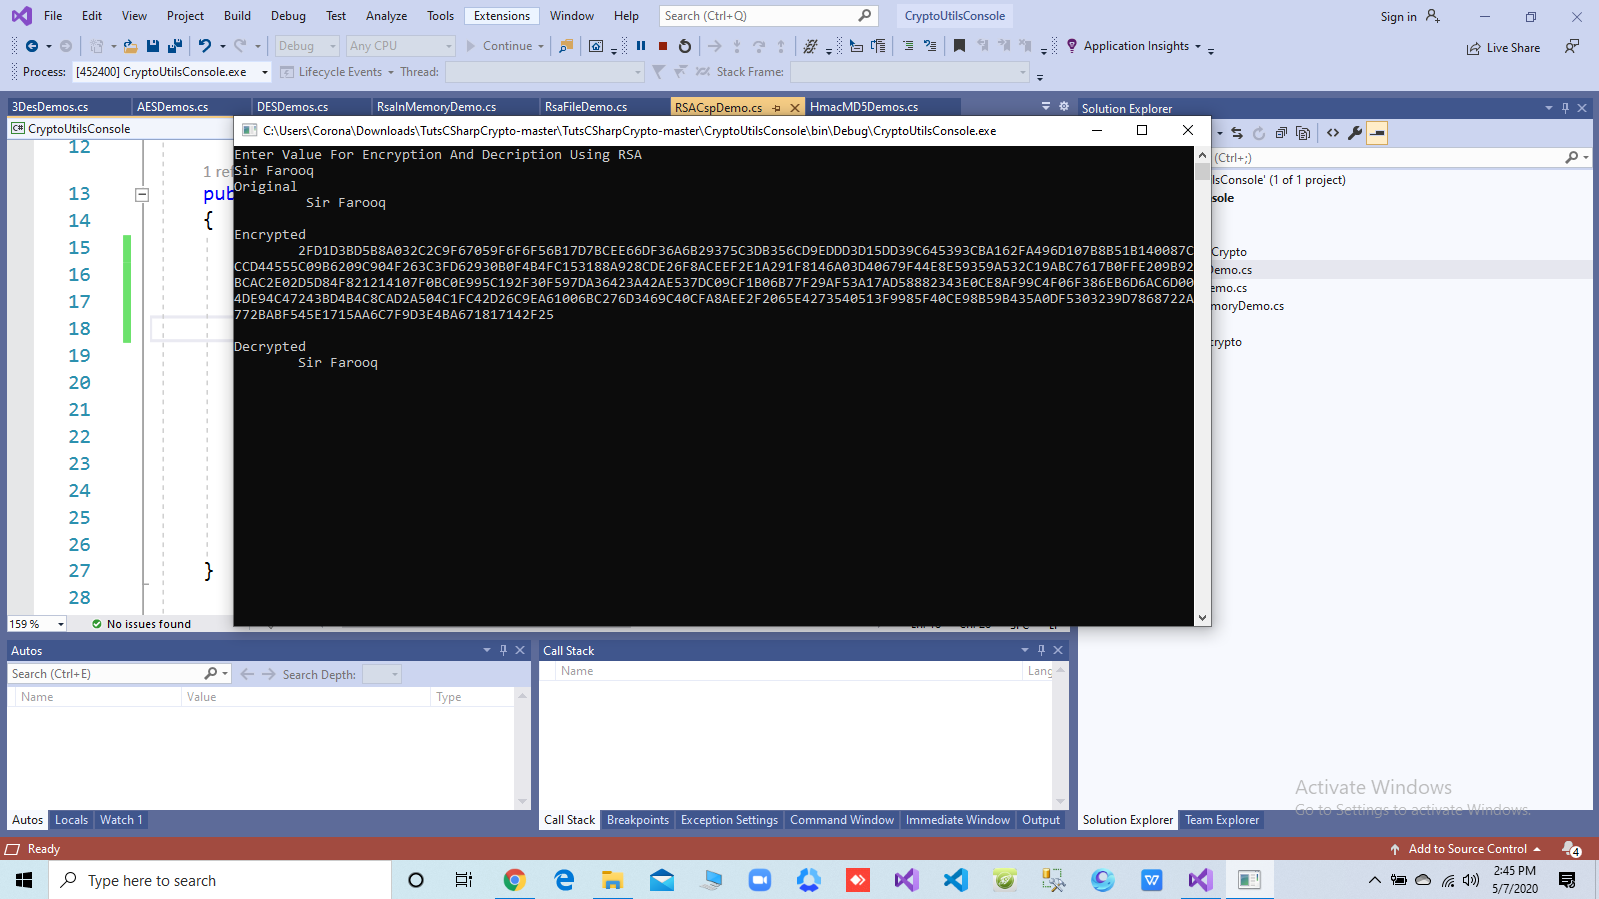 File Edit View Project Build Debug Test Analyze Tools Extensions Window Help Search (Ctrl+Q) CryptoUtilsConsole Sign in
Debug Any CPU Continue Application Insights Live Share
Process: [452400] CryptoUtilsConsole.exe Lifecycle Events Thread: Stack Frame:
3DesDemos.cs AESDemos.cs DESDemos.cs RsaInMemoryDemo.cs RsaFileDemo.cs RSACspDemo.cs HmacMD5Demos.cs Solution Explorer
CryptoUtilsConsole
C:\Users\Corona\Downloads\TutsCSharpCrypto-master\TutsCSharpCrypto-master\CryptoUtilsConsole\bin\Debug\CryptoUtilsConsole.exe
Enter Value For Encryption And Decription Using RSA
Sir Farooq
Original
Sir Farooq
Encrypted
2FD1D3BD5B8A032C2C9F67059F6F6F56B17D7BCEE66DF36A6B29375C3DB356CD9EDDD3D15DD39C645393CBA162FA496D107B8B51B140087C
CCD44555C09B6209C904F263C3FD62930B0F4B4FC153188A928CDE26F8ACEEF2E1A291F8146A03D40679F44E8E59359A532C19ABC7617B0FFE209B92
BCAC2E02D5D84F821214107F0BC0E995C192F30F597DA36423A42AE537DC09CF1B06B77F29AF53A17AD58882343E0CE8AF99C4F06F386EB6D6AC6D00
4DE94C47243BD4B4C8CAD2A504C1FC42D26C9EA61006BC276D3469C40CFA8AEE2F2065E4273540513F9985F40CE98B59B435A0DF5303239D7868722A
772BABF545E1715AA6C7F9D3E4BA671817142F25
Decrypted
Sir Farooq
12
1 ref
13 pub
14 {
15
16
17
18
19
20
21
22
23
24
25
26
27 }
28
(Ctrl+;)
lsConsole' (1 of 1 project)
sole
Crypto
Demo.cs
emo.cs
moryDemo.cs
rypto
159 % No issues found
Autos
Search (Ctrl+E) Search Depth:
Name Value Type
Call Stack
Name Lang
Autos Locals Watch 1
Call Stack Breakpoints Exception Settings Command Window Immediate Window Output
Solution Explorer Team Explorer
Activate Windows
Go to Settings to activate Windows.
Ready Add to Source Control 4
Type here to search
2:45 PM
5/7/2020